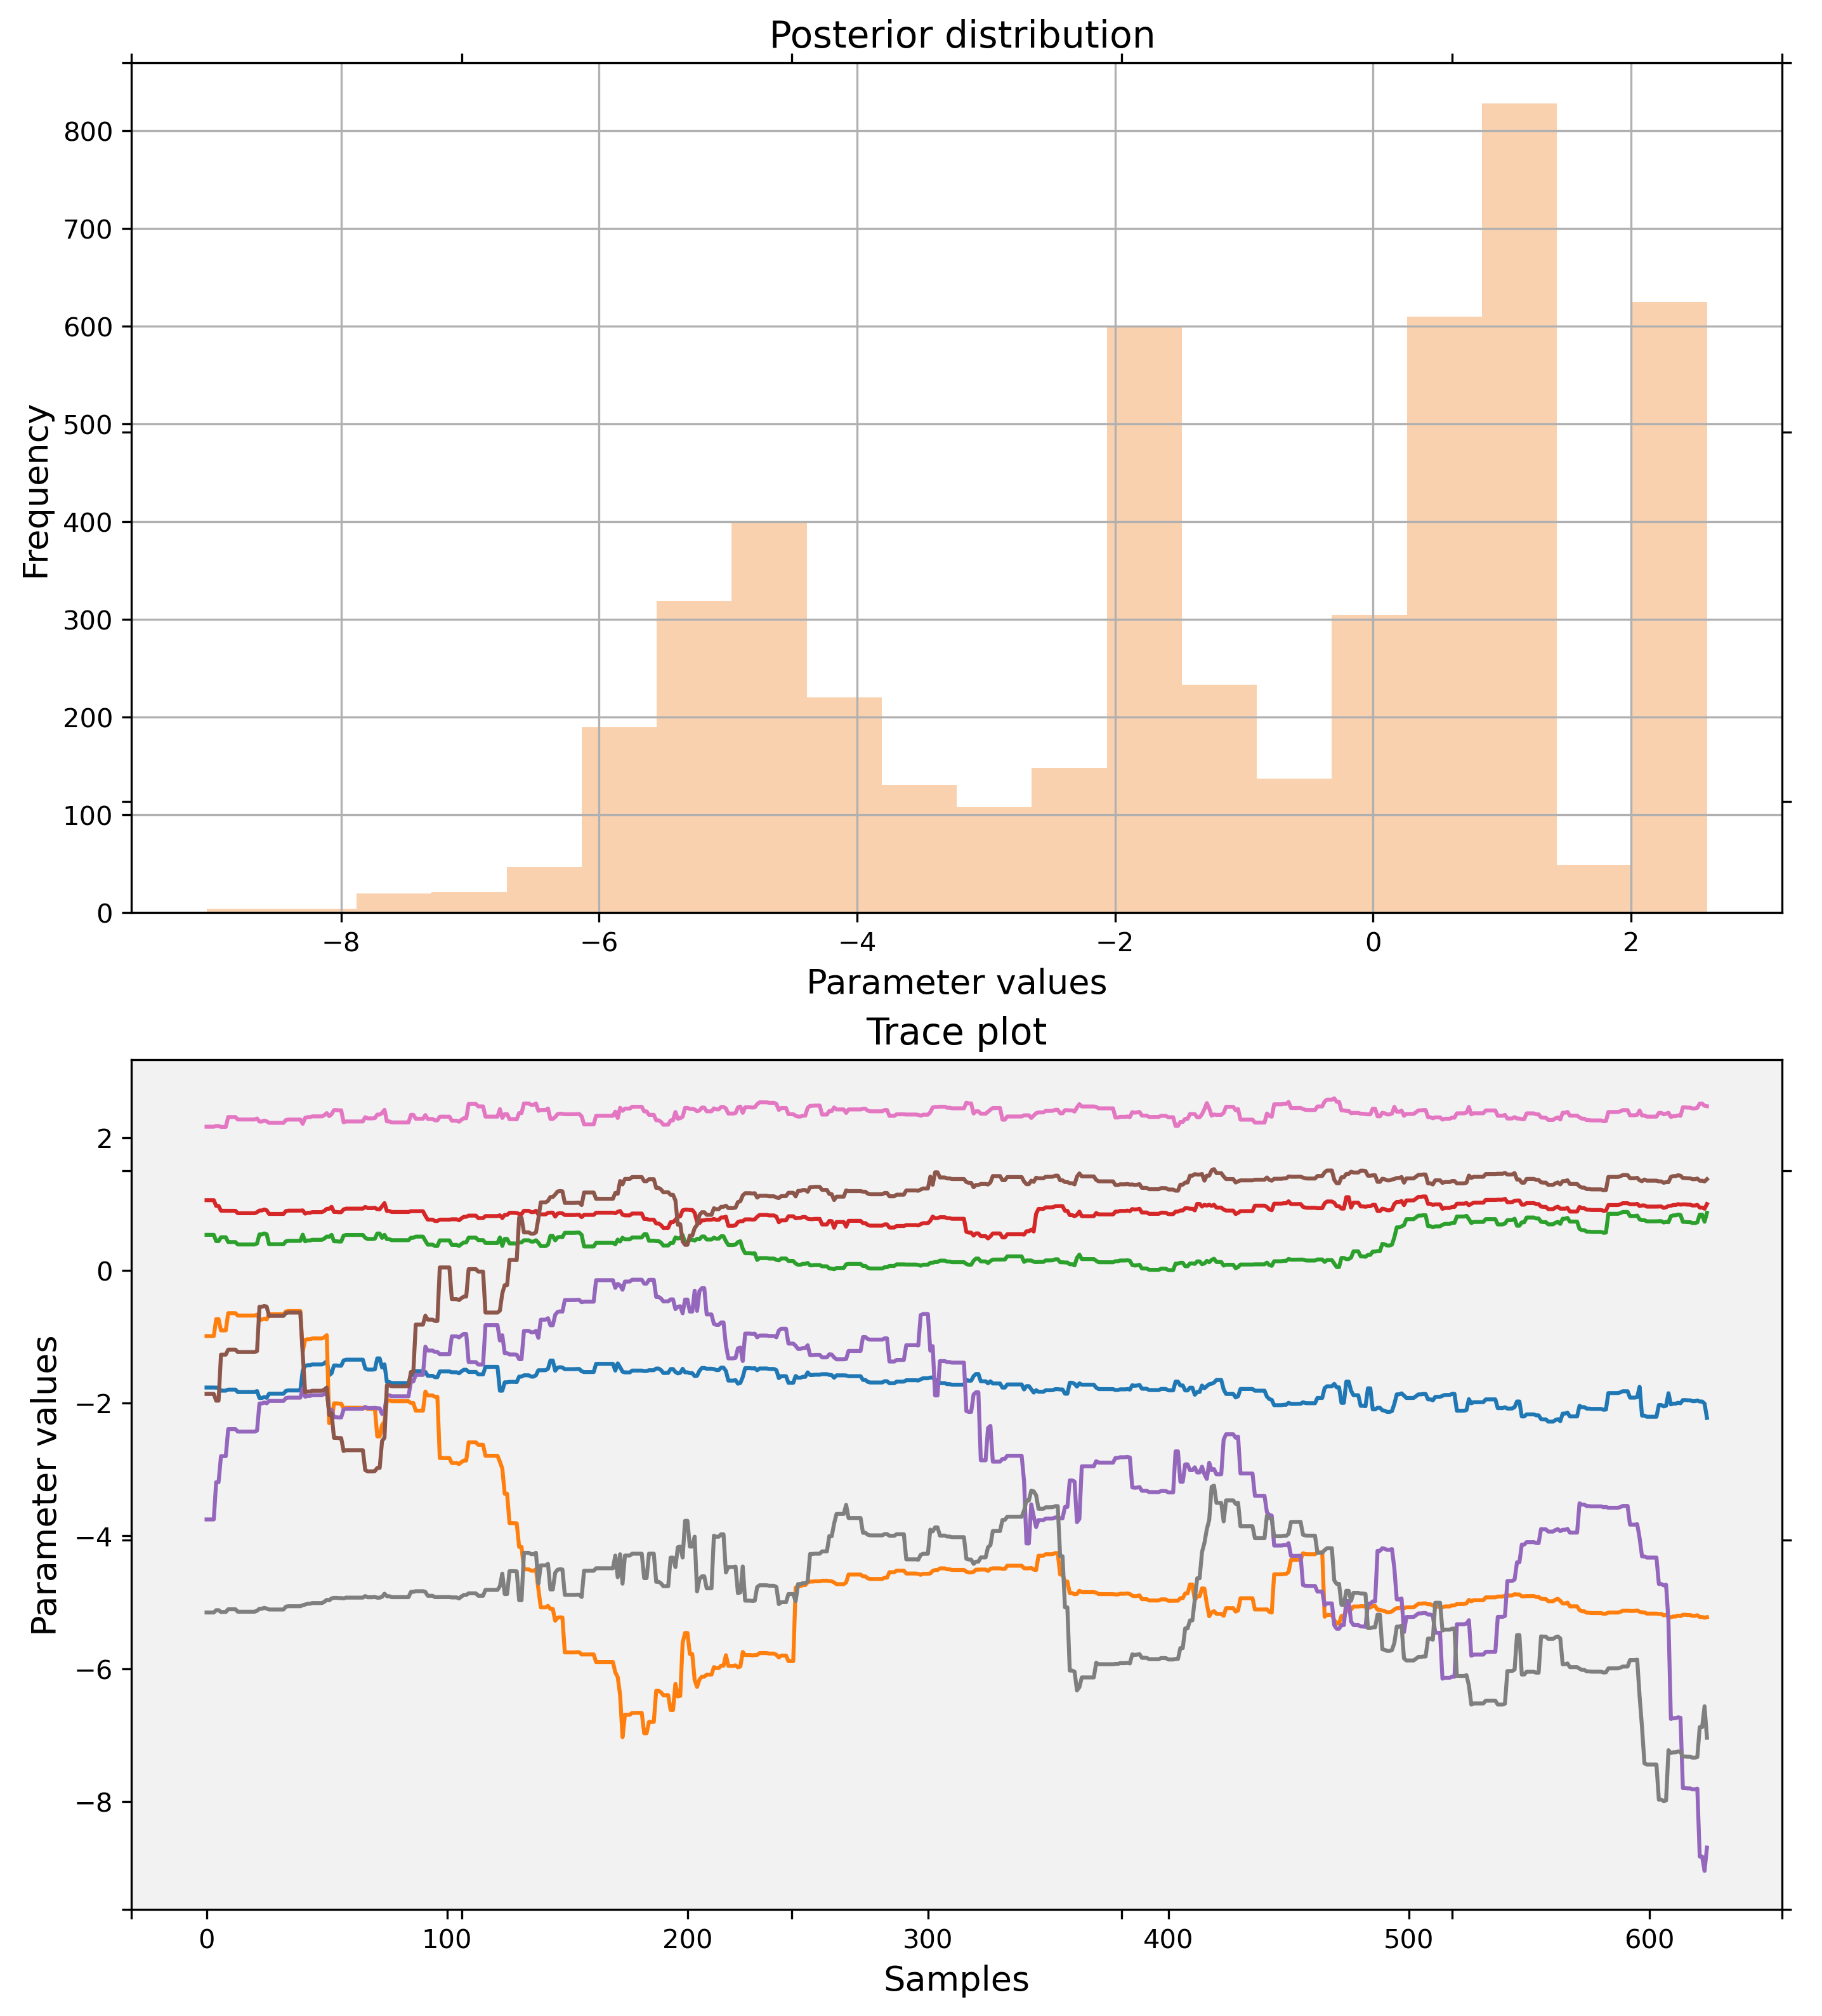 Posterior distribution
800
700
600
500
400
300
200
100
0
Frequency
−8 −6 −4 −2 0 2
Parameter values
Trace plot
2
0
−2
−4
−6
−8
Parameter values
0 100 200 300 400 500 600
Samples